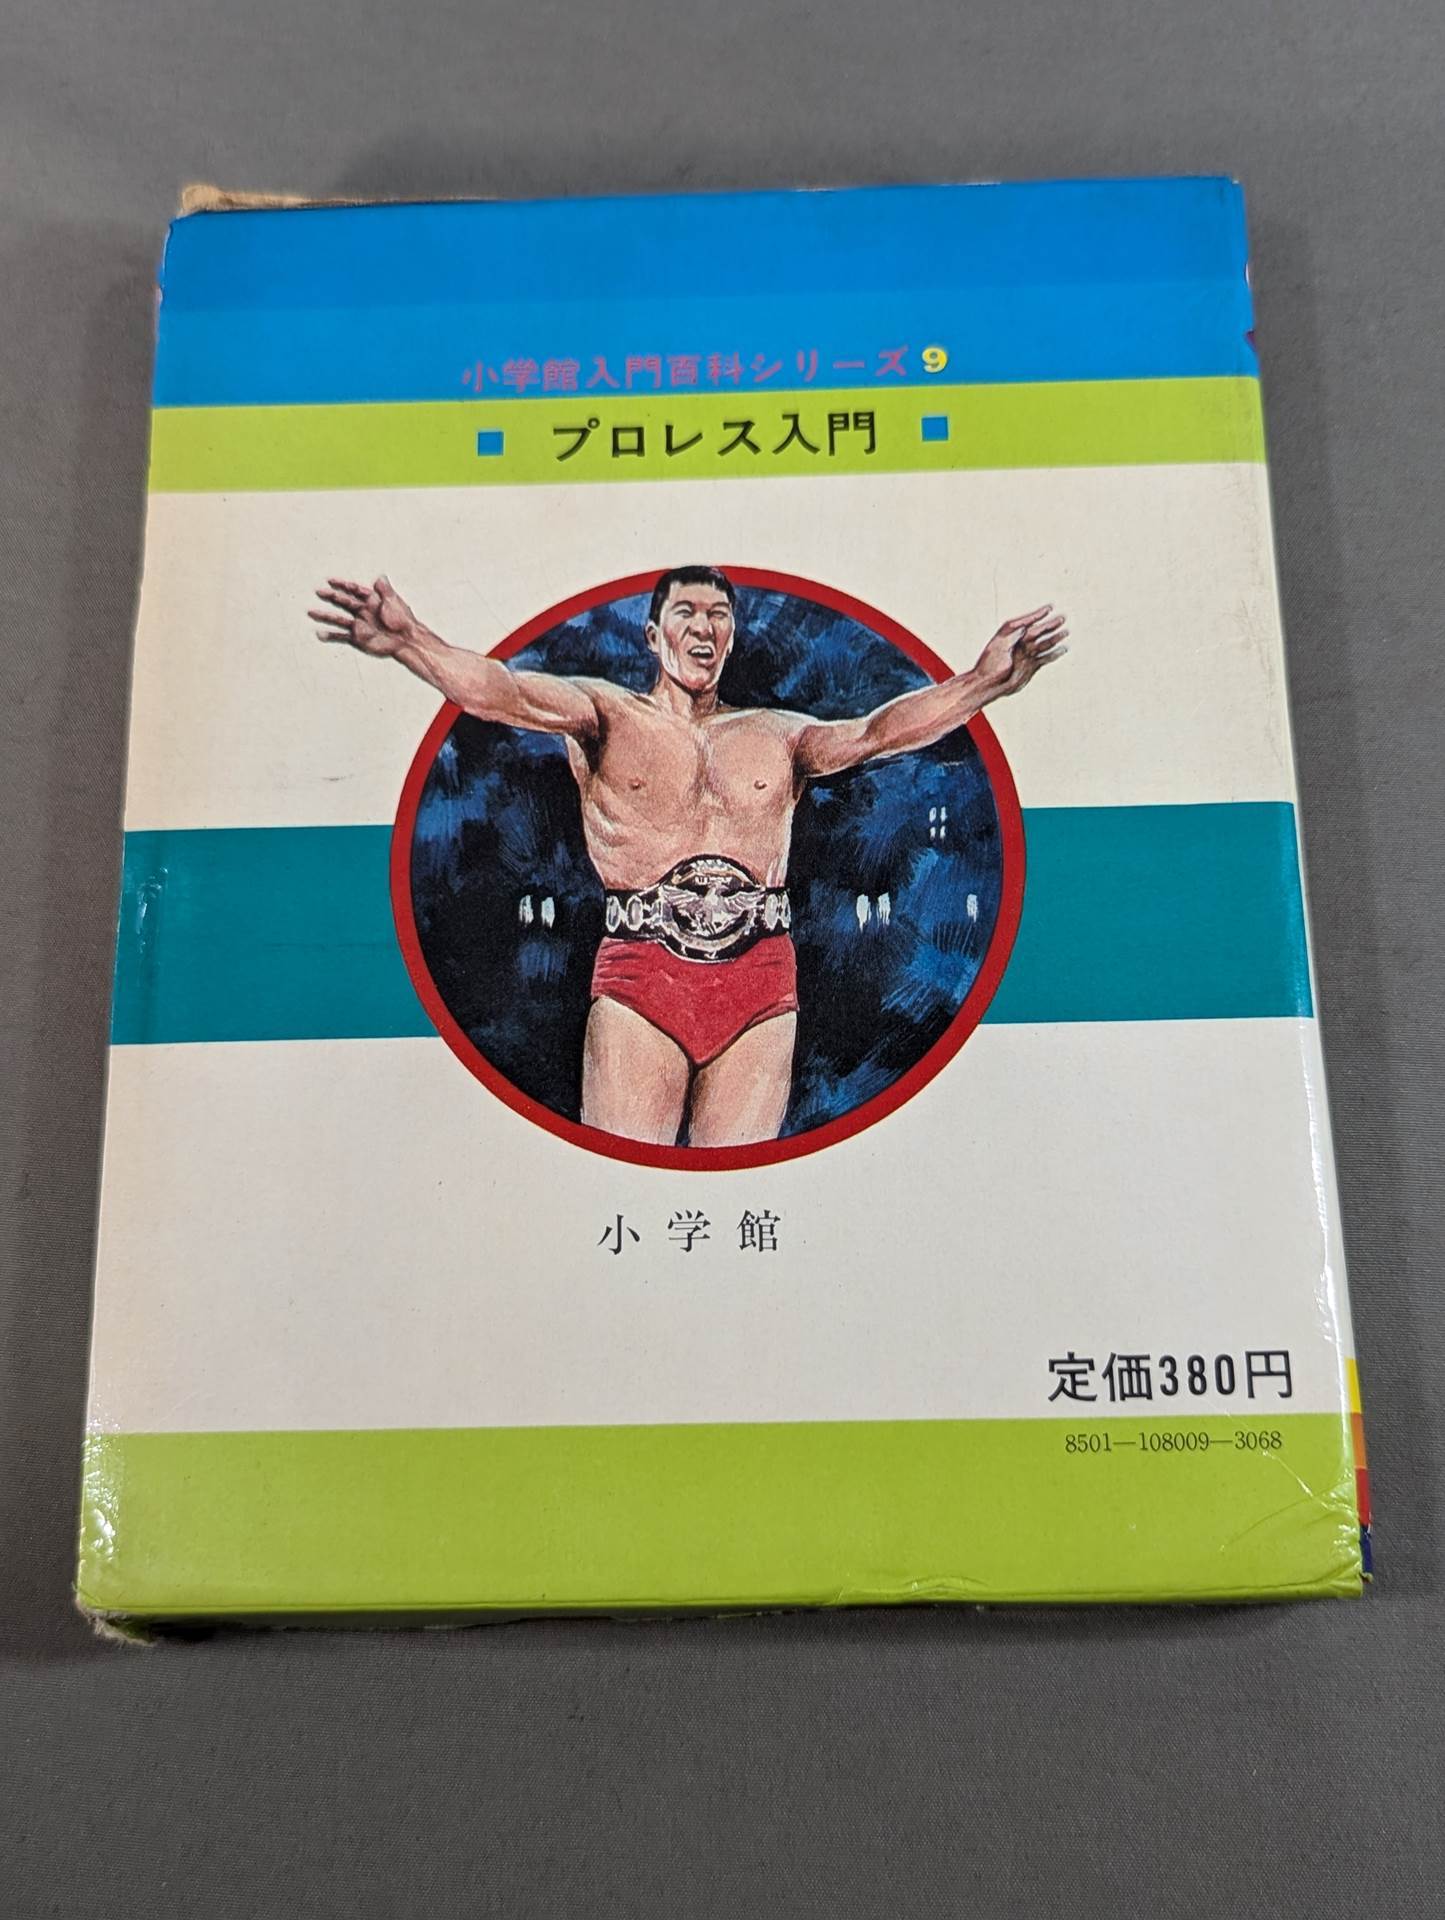 小学館入門百科シリーズ9
■ プロレス入門 ■
小学館
定価380円
8501—108009—3068